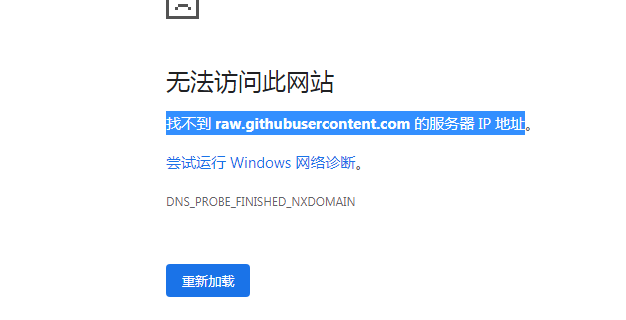 无法访问此网站
找不到 raw.githubusercontent.com 的服务器 IP 地址。
尝试运行 Windows 网络诊断。
DNS_PROBE_FINISHED_NXDOMAIN
重新加载